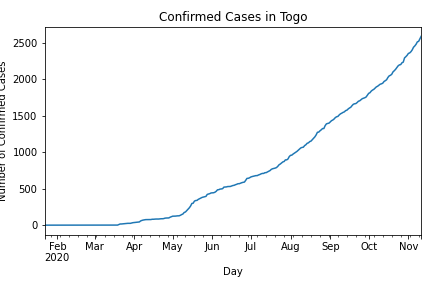 Confirmed Cases in Togo
Number of Confirmed Cases
2500
2000
1500
1000
500
0
Feb Mar Apr May Jun Jul Aug Sep Oct Nov
2020
Day